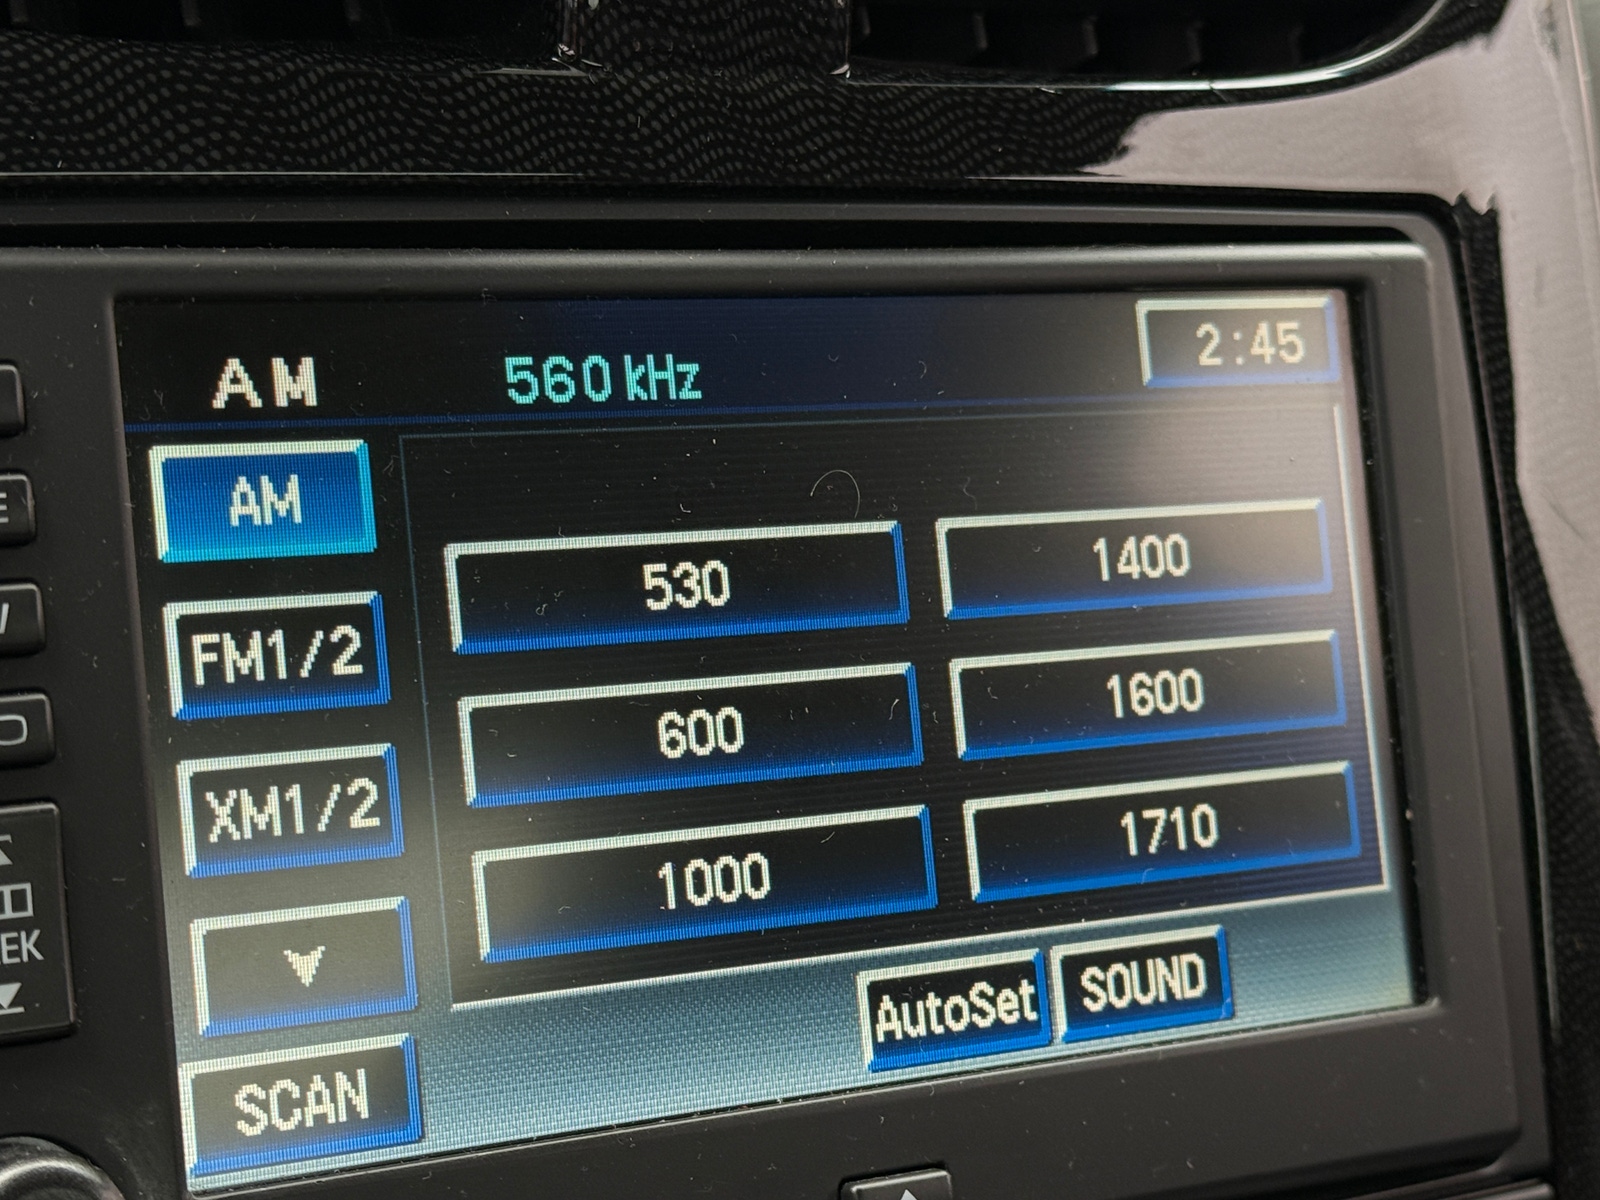 AM 560 kHz 2:45
AM
FM1/2
XM1/2
SCAN
530 1400
600 1600
1000 1710
AutoSet SOUND